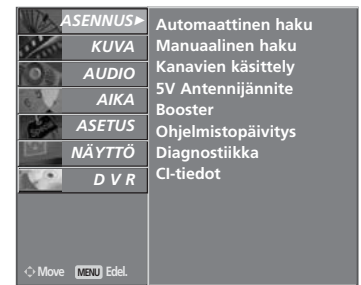 ASENNUS
KUVA
AUDIO
AIKA
ASETUS
NÄYTTÖ
D V R
Automaattinen haku
Manuaalinen haku
Kanavien käsittely
5V Antennijännite
Booster
Ohjelmistopäivitys
Diagnostiikka
CI-tiedot
Move MENU Edel.